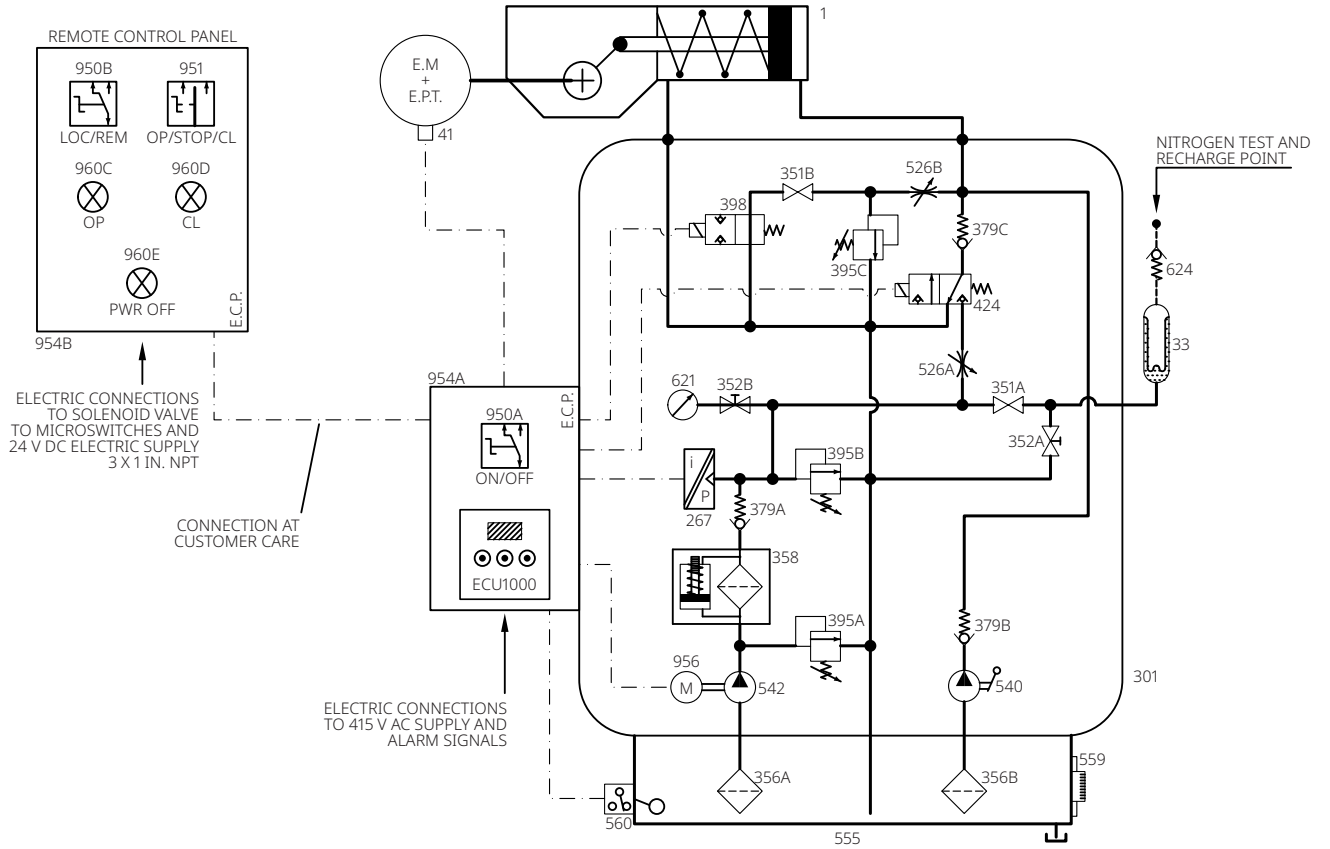 REMOTE CONTROL PANEL
950B
951
LOC/REM
OP/STOP/CL
960C
960D
OP
CL
960E
PWR OFF
E.C.P.
954B
ELECTRIC CONNECTIONS
TO SOLENOID VALVE
TO MICROSWITCHES AND
24 V DC ELECTRIC SUPPLY
3 X 1 IN. NPT
CONNECTION AT
CUSTOMER CARE
E.M
+
E.P.T.
41
1
954A
950A
E.C.P.
ON/OFF
ECU1000
ELECTRIC CONNECTIONS
TO 415 V AC SUPPLY AND
ALARM SIGNALS
351B
526B
398
395C
379C
424
526A
621
352B
351A
352A
395B
i
P
267
379A
358
395A
956
M
542
379B
540
301
356A
356B
559
560
555
NITROGEN TEST AND
RECHARGE POINT
624
33